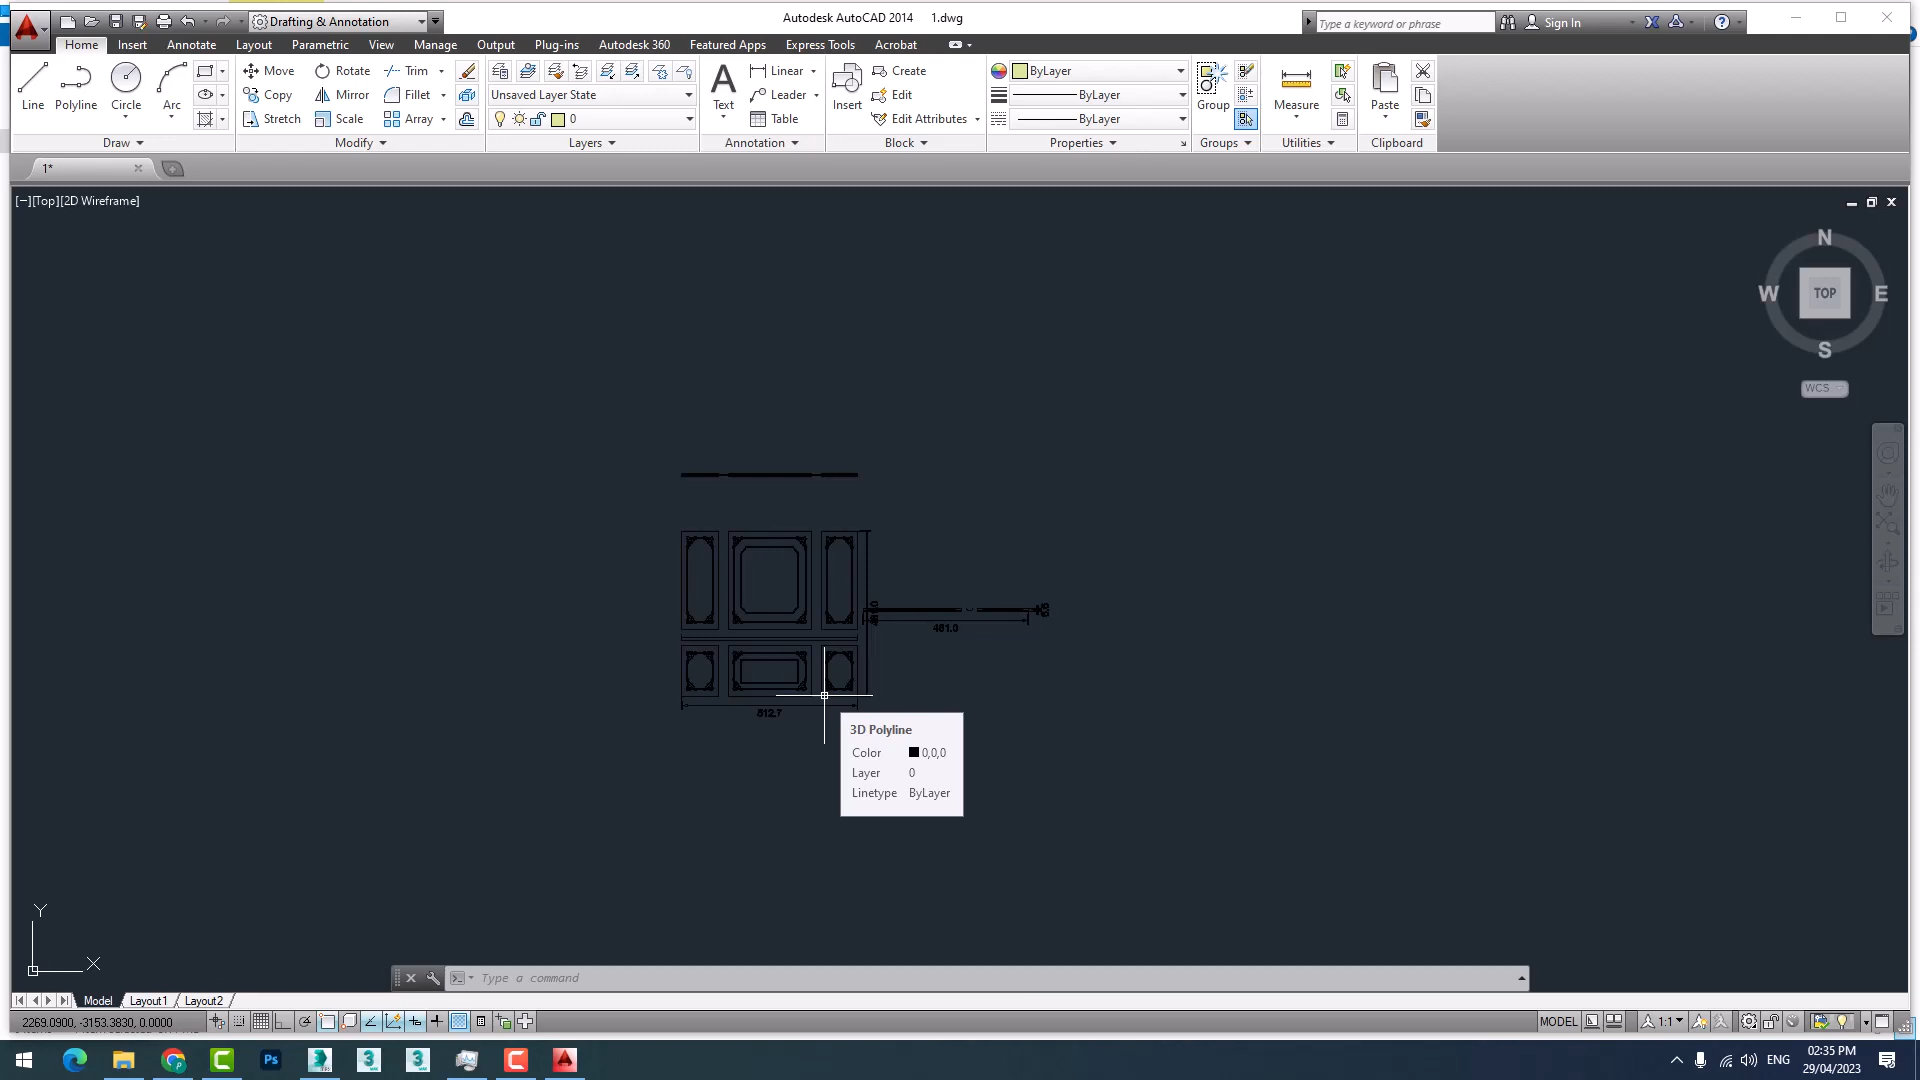 Drafting & Annotation
Autodesk AutoCAD 2014 1.dwg
Type a keyword or phrase
Sign In
Home Insert Annotate Layout Parametric View Manage Output Plug-ins Autodesk 360 Featured Apps Express Tools Acrobat
Line Polyline Circle Arc
Move Rotate Trim
Copy Mirror Fillet
Stretch Scale Array
Unsaved Layer State
0
Text
Linear
Leader
Table
Insert
Create
Edit
Edit Attributes
ByLayer
ByLayer
ByLayer
Group
Measure
Paste
Draw Modify Layers Annotation Block Properties Groups Utilities Clipboard
1*
[−][Top][2D Wireframe]
N
W TOP E
S
WCS
461.0
512.7
3D Polyline
Color 0,0,0
Layer 0
Linetype ByLayer
Y
X
Type a command
Model Layout1 Layout2
2269.0900, -3153.3830, 0.0000
MODEL
1:1
Ps
ENG
02:35 PM
29/04/2023